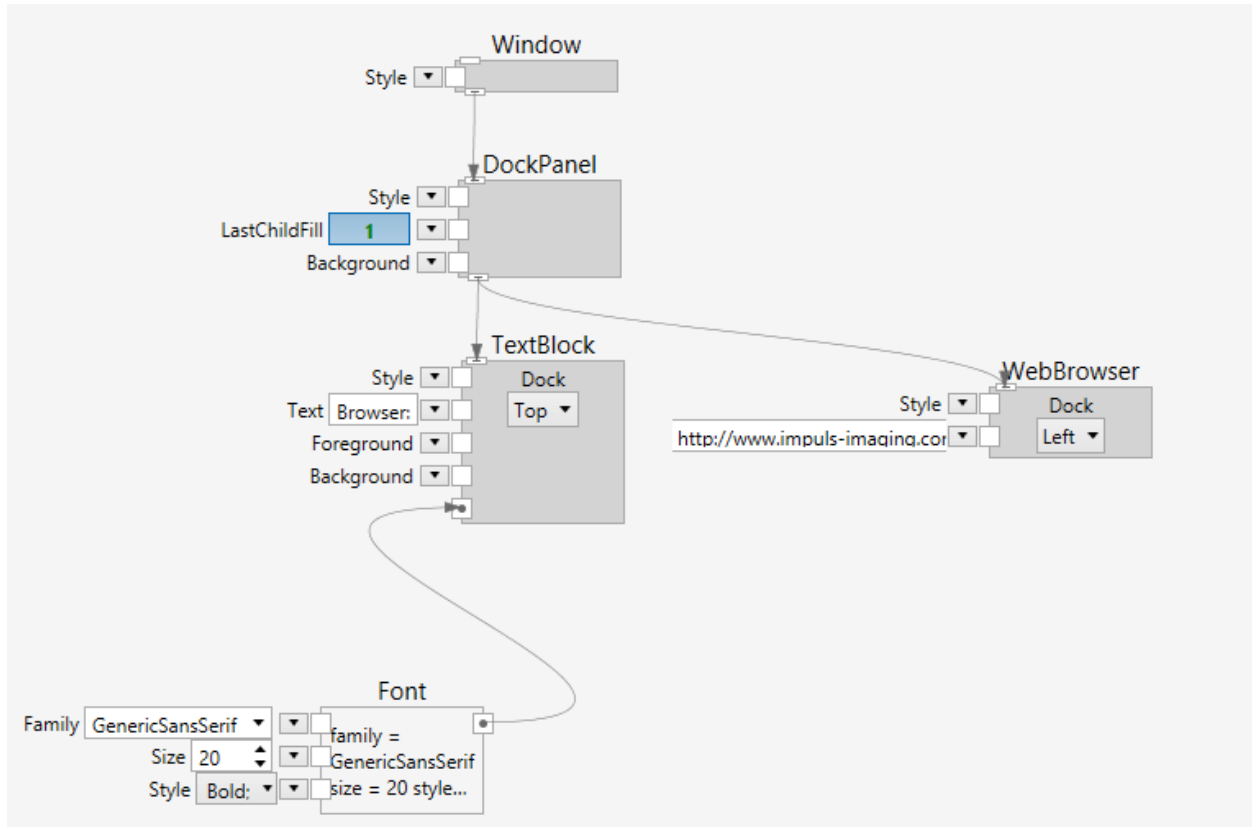 Window
Style
DockPanel
Style
LastChildFill 1
Background
TextBlock
Style
Dock
Text Browser: Top
Foreground
Background
WebBrowser
Style
Dock
http://www.impuls-imaging.cor Left
Font
Family GenericSansSerif
Size 20
Style Bold;
family =
GenericSansSerif
size = 20 style...